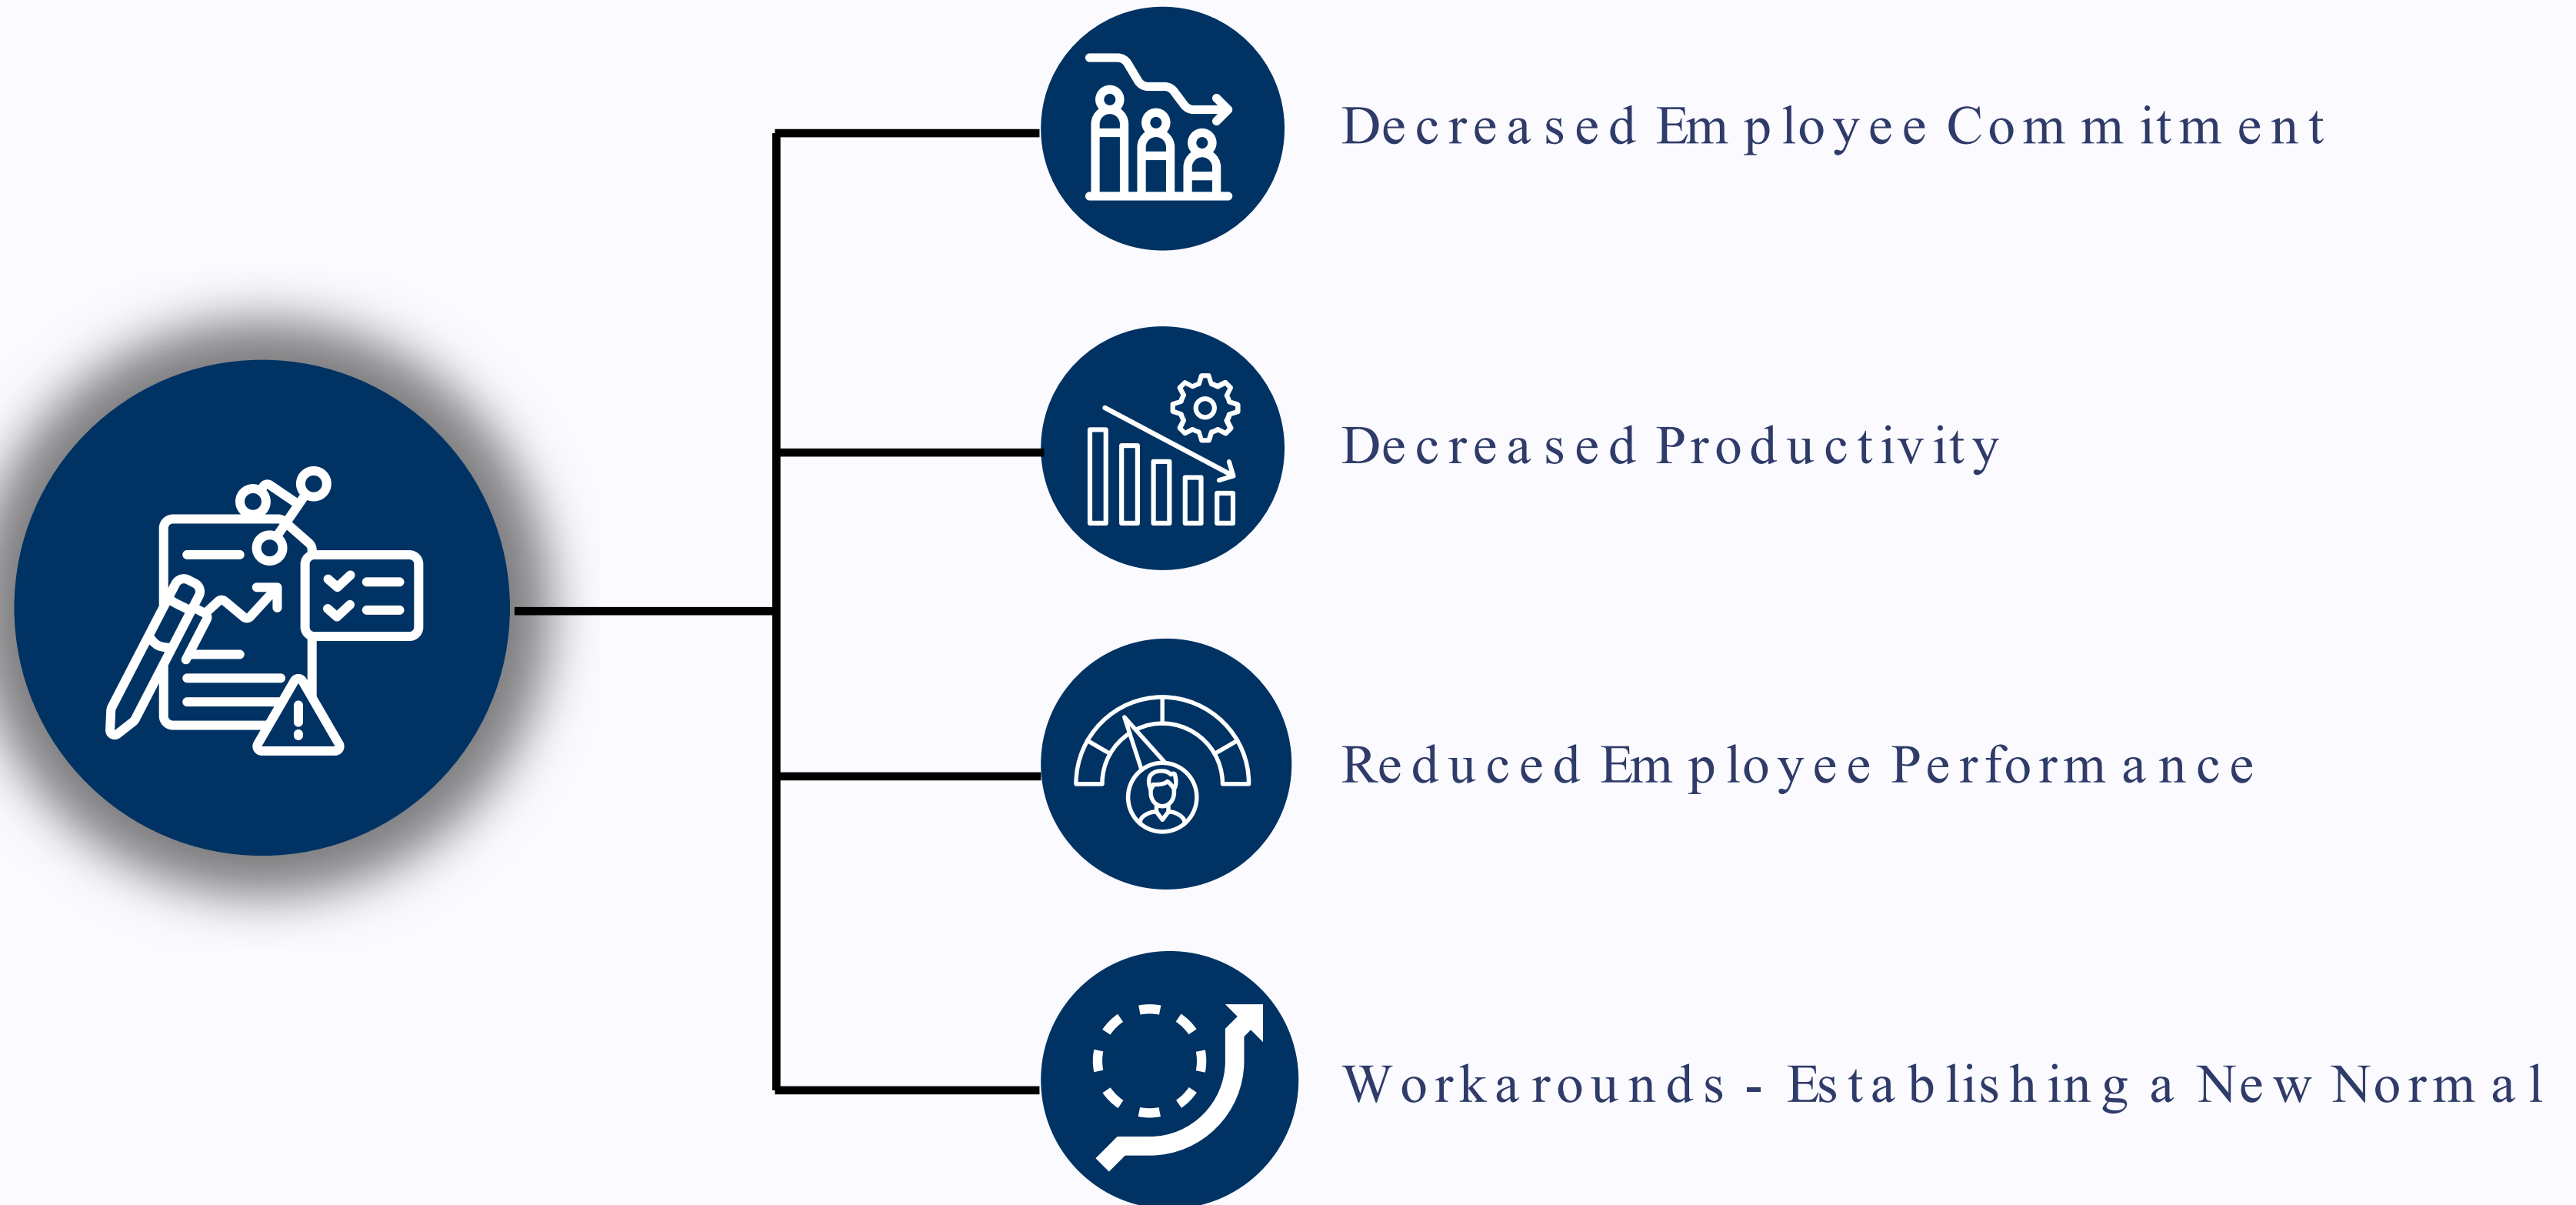 Decreased Employee Commitment
Decreased Productivity
Reduced Employee Performance
Workarounds - Establishing a New Normal